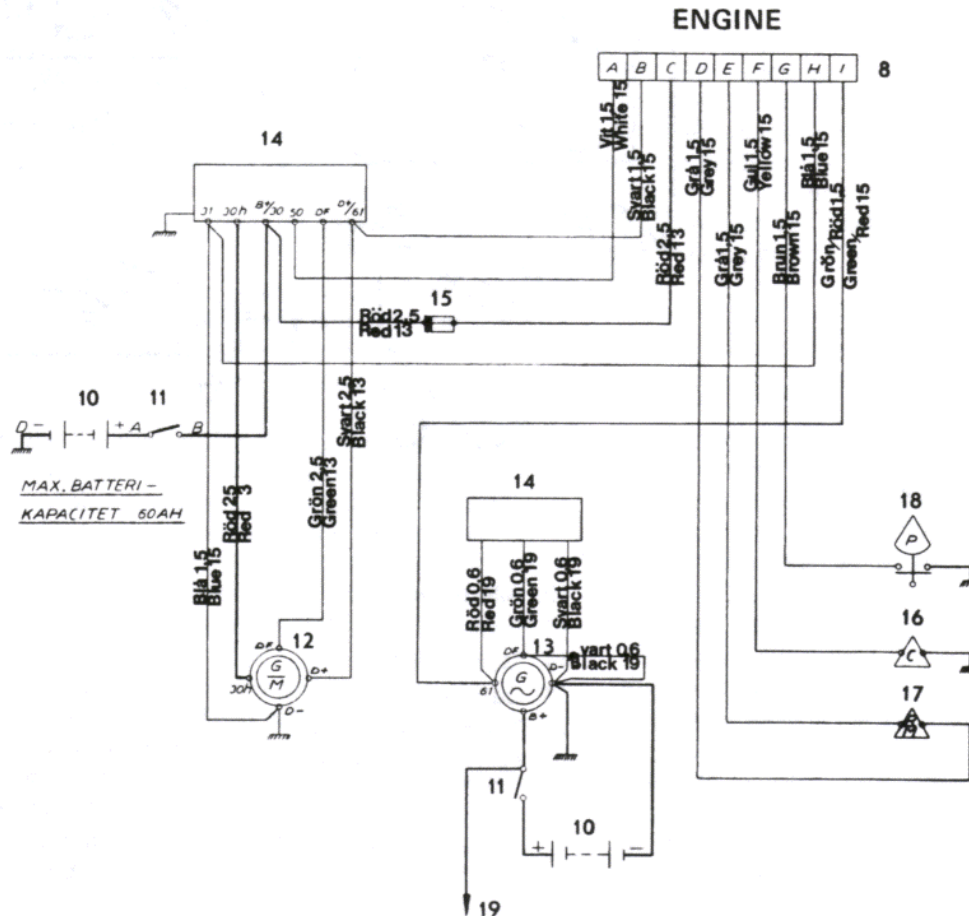 ENGINE
A B C D E F G H I
8
Vit 1,5
White 15
Svart 1,5
Black 15
Röd 2,5
Red 13
Grå 1,5
Grey 15
Grå 1,5
Grey 15
Gul 1,5
Yellow 15
Brun 1,5
Brown 15
Blå 1,5
Blue 15
Grön/Röd 1,5
Green/Red 15
14
31 30h B+/30 50 DF D+/61
15
Röd 2,5
Red 13
10
11
D - + A B
MAX. BATTERI-
KAPACITET 60AH
Svart 2,5
Black 13
Grön 2,5
Green 13
Röd 25
Red 3
Blå 1,5
Blue 15
12
DF
G
M
D+
30h
D-
14
Röd 0,6
Red 19
Grön 0,6
Green 19
Svart 0,6
Black 19
13
DF
D-
vart 0,6
Black 19
61
G
B+
11
10
+ -
19
18
P
16
C
17